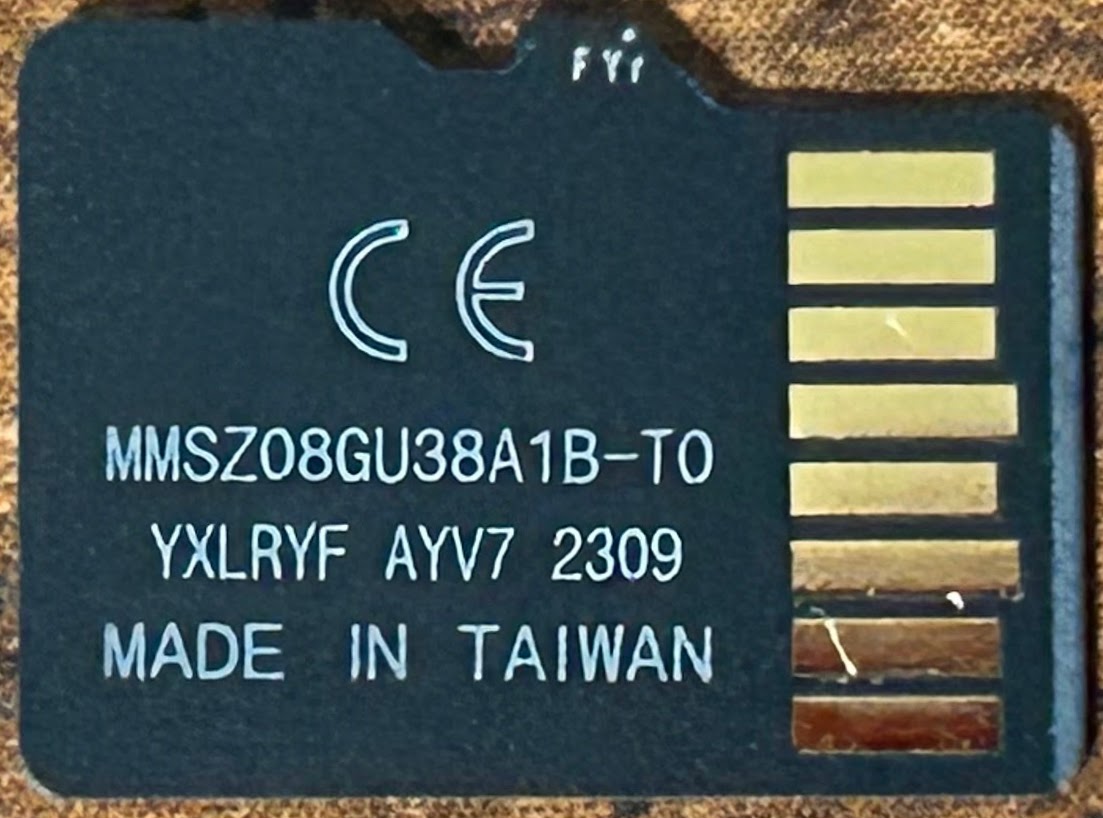 FYi
CE
MMSZ08GU38A1B-T0
YXLRYF AYV7 2309
MADE IN TAIWAN